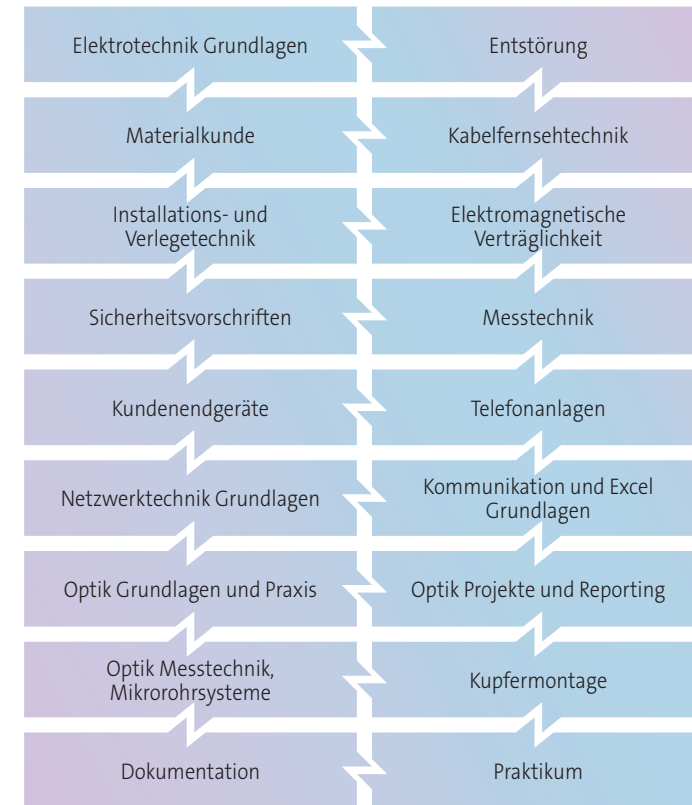 Elektrotechnik Grundlagen
Entstörung
Materialkunde
Kabelfernsehtechnik
Installations- und
Verlegetechnik
Elektromagnetische
Verträglichkeit
Sicherheitsvorschriften
Messtechnik
Kundenendgeräte
Telefonanlagen
Netzwerktechnik Grundlagen
Kommunikation und Excel
Grundlagen
Optik Grundlagen und Praxis
Optik Projekte und Reporting
Optik Messtechnik,
Mikrorohrsysteme
Kupfermontage
Dokumentation
Praktikum